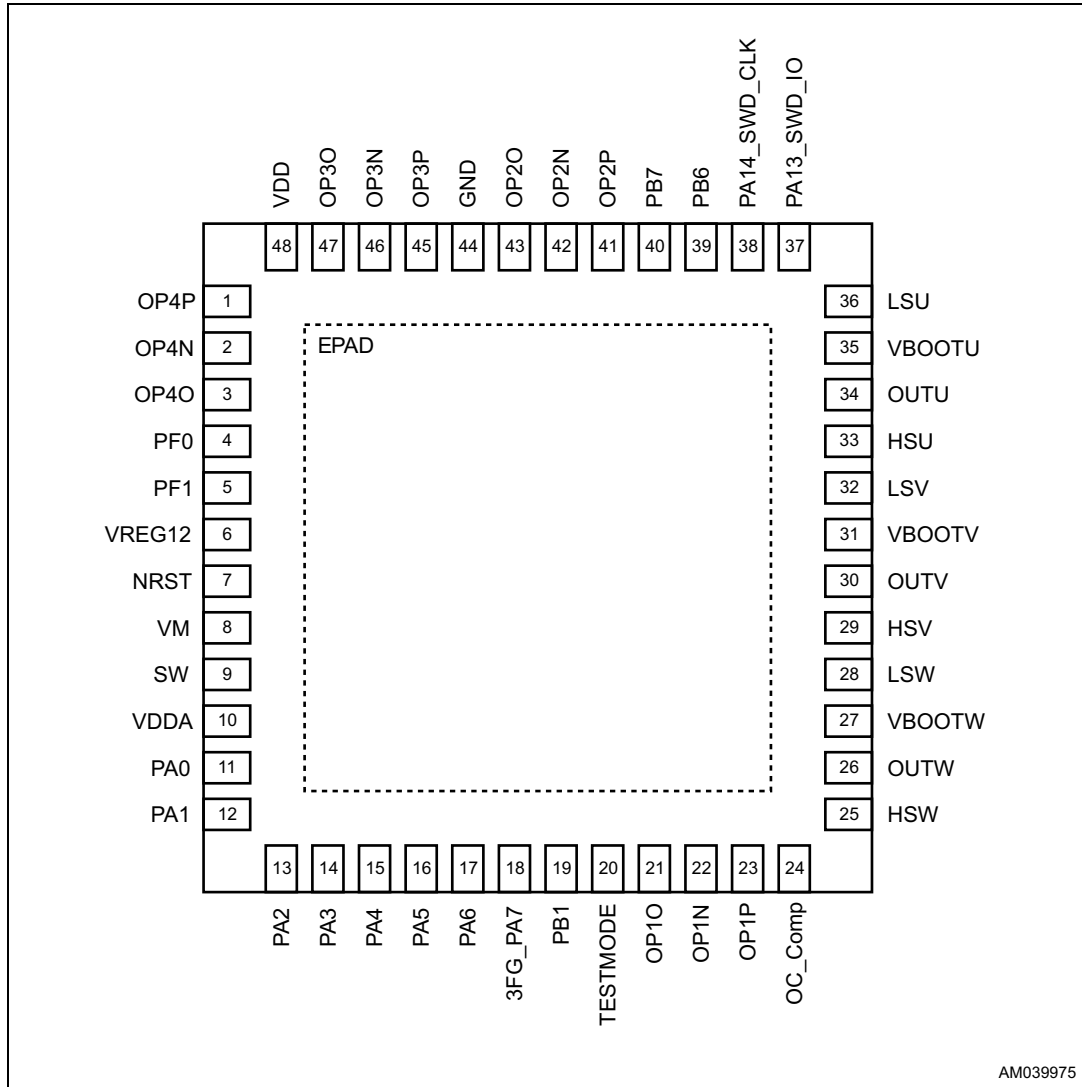 VDD OP3O OP3N OP3P GND OP2O OP2N OP2P PB7 PB6 PA14_SWD_CLK PA13_SWD_IO
48 47 46 45 44 43 42 41 40 39 38 37
OP4P 1
OP4N 2
OP4O 3
PF0 4
PF1 5
VREG12 6
NRST 7
VM 8
SW 9
VDDA 10
PA0 11
PA1 12
EPAD
36 LSU
35 VBOOTU
34 OUTU
33 HSU
32 LSV
31 VBOOTV
30 OUTV
29 HSV
28 LSW
27 VBOOTW
26 OUTW
25 HSW
13 14 15 16 17 18 19 20 21 22 23 24
PA2 PA3 PA4 PA5 PA6 3FG_PA7 PB1 TESTMODE OP1O OP1N OP1P OC_Comp
AM039975